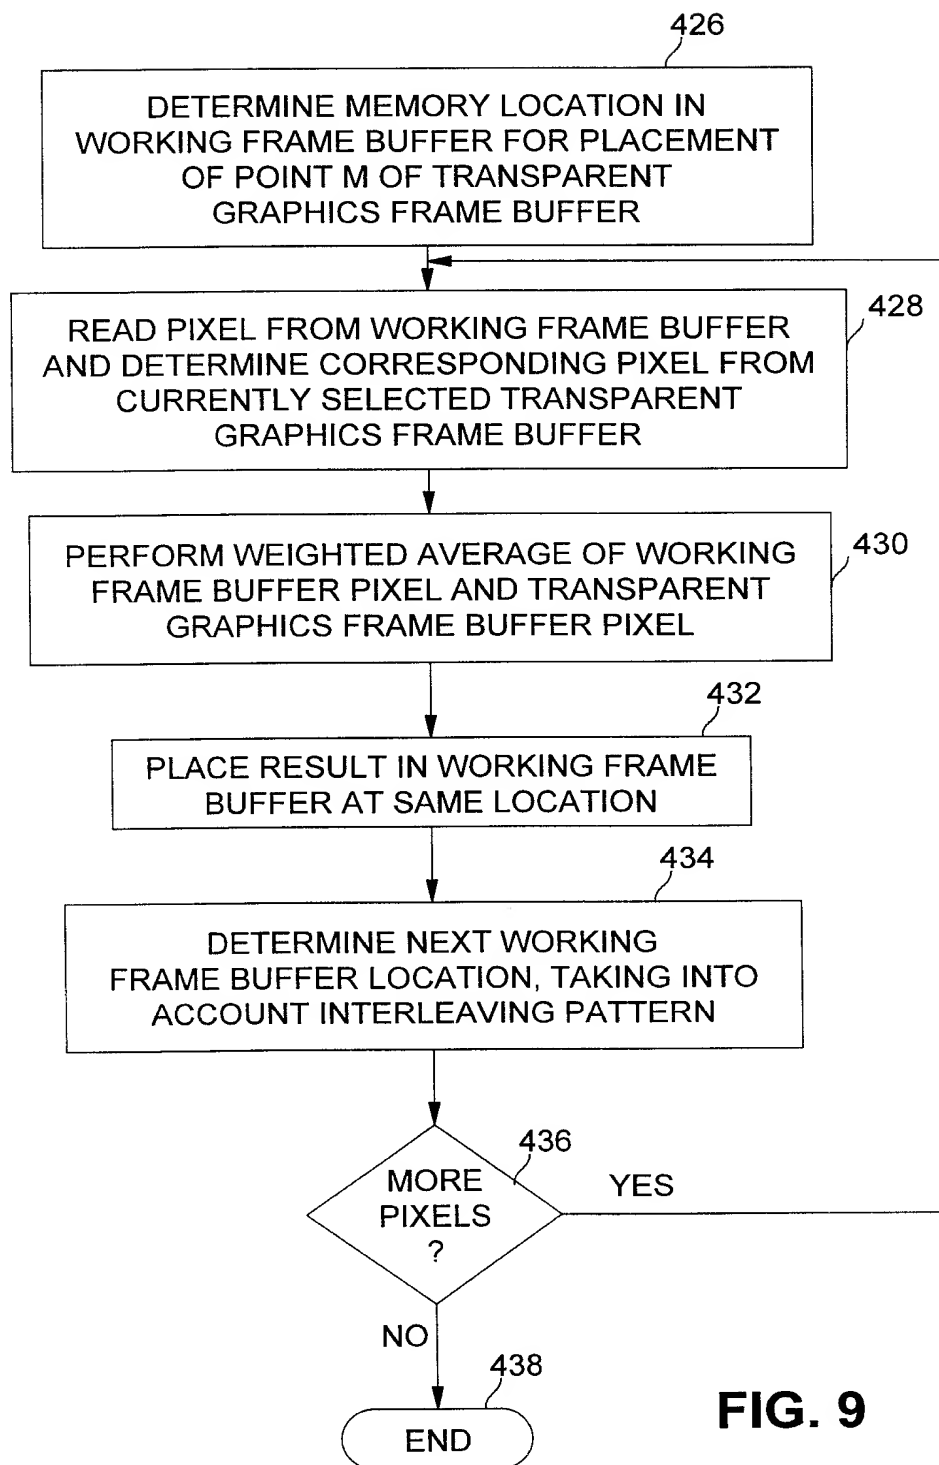 426
DETERMINE MEMORY LOCATION IN
WORKING FRAME BUFFER FOR PLACEMENT
OF POINT M OF TRANSPARENT
GRAPHICS FRAME BUFFER
428
READ PIXEL FROM WORKING FRAME BUFFER
AND DETERMINE CORRESPONDING PIXEL FROM
CURRENTLY SELECTED TRANSPARENT
GRAPHICS FRAME BUFFER
430
PERFORM WEIGHTED AVERAGE OF WORKING
FRAME BUFFER PIXEL AND TRANSPARENT
GRAPHICS FRAME BUFFER PIXEL
432
PLACE RESULT IN WORKING FRAME
BUFFER AT SAME LOCATION
434
DETERMINE NEXT WORKING
FRAME BUFFER LOCATION, TAKING INTO
ACCOUNT INTERLEAVING PATTERN
436
MORE
PIXELS
?
YES
NO
438
END
FIG. 9